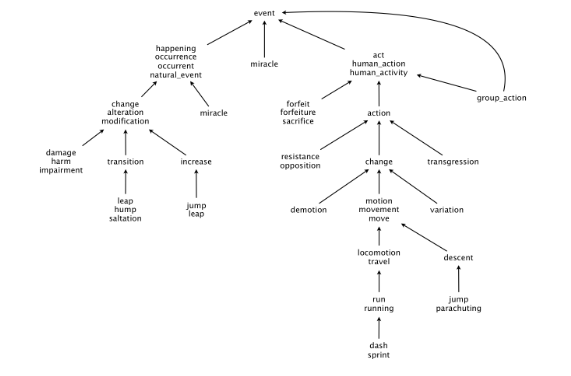 event
happening
occurrence
occurrent
natural_event
miracle
act
human_action
human_activity
group_action
change
alteration
modification
miracle
forfeit
forfeiture
sacrifice
action
damage
harm
impairment
transition
increase
resistance
opposition
change
transgression
leap
hump
saltation
jump
leap
demotion
motion
movement
move
variation
locomotion
travel
descent
run
running
jump
parachuting
dash
sprint